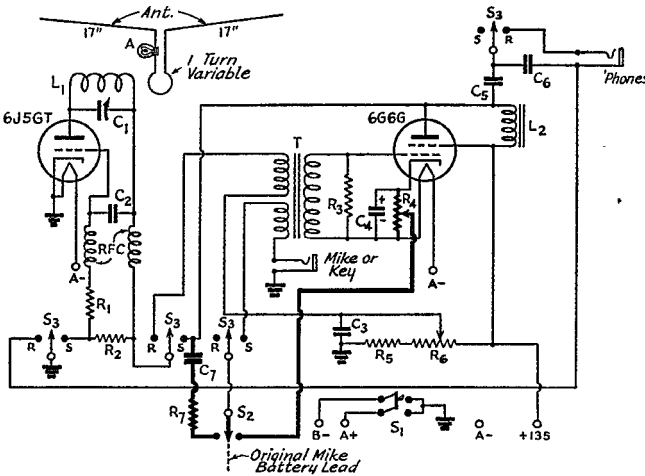 Ant.
17"
17"
A
1 Turn
Variable
S3
S
R
'Phones
C6
C5
L1
C1
6J5GT
6G6G
L2
T
C2
R3
C4
+
-
R4
RFC
A-
Mike or
Key
A-
R1
S3
R
S
R2
S3
R
S
S3
R
S
C3
R5
R6
C7
R7
S2
B-
A+
S1
A-
+135
Original Mike
Battery Lead